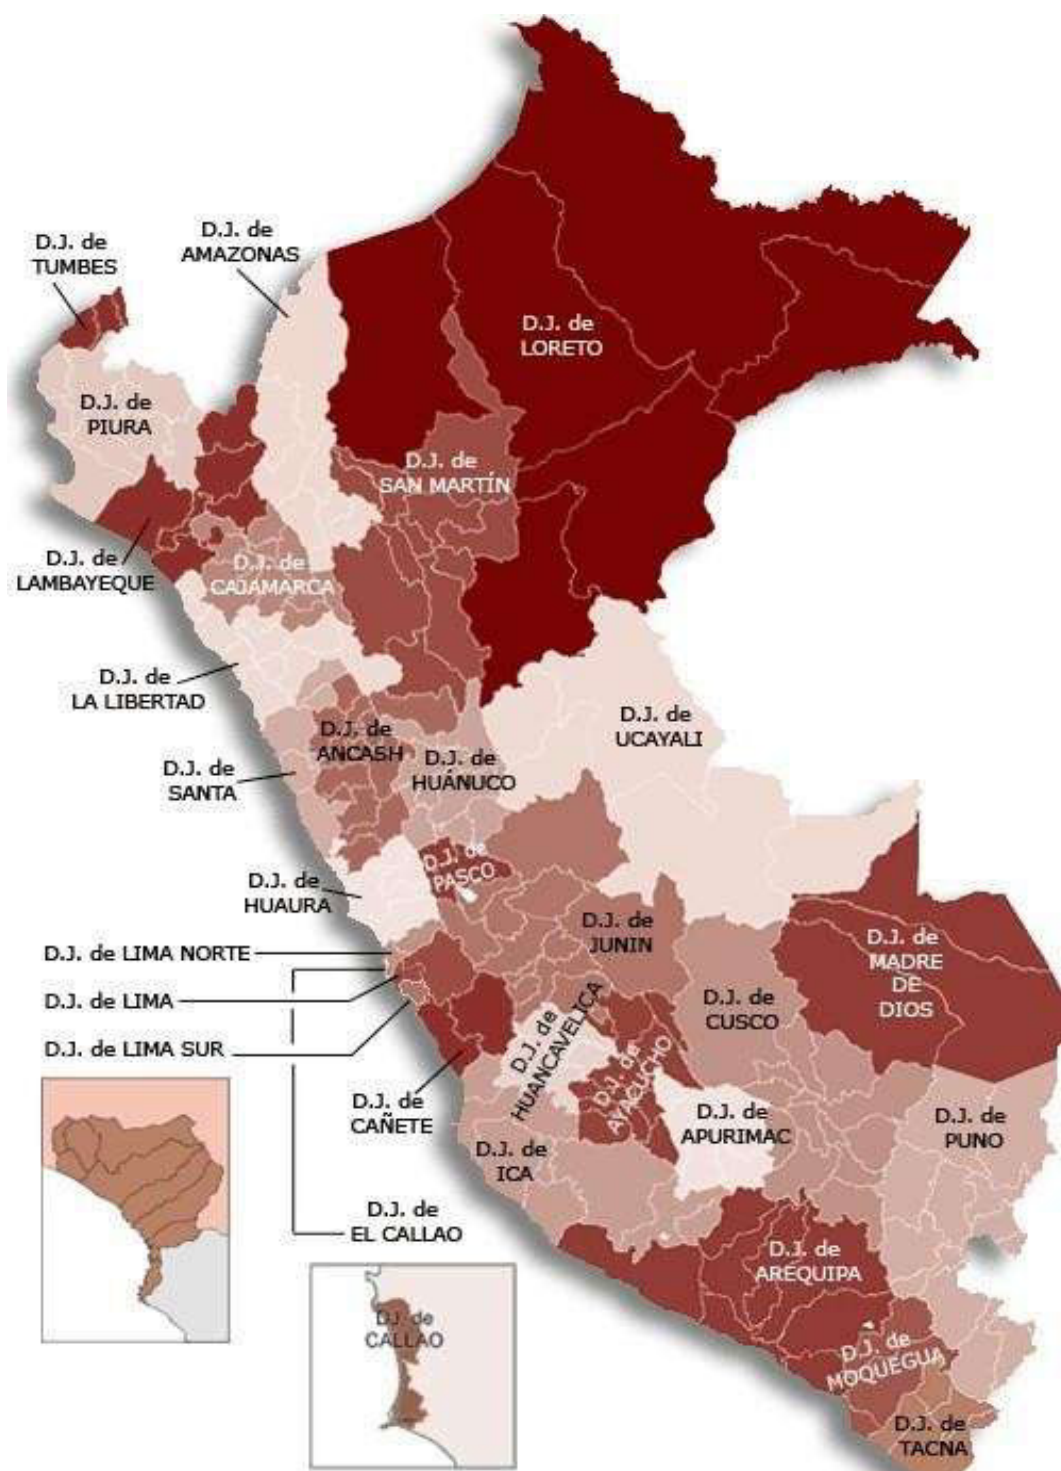 D.J. de
TUMBES
D.J. de
AMAZONAS
D.J. de
LORETO
D.J. de
PIURA
D.J. de
SAN MARTÍN
D.J. de
LAMBAYEQUE
D.J. de
CAJAMARCA
D.J. de
LA LIBERTAD
D.J. de
UCAYALI
D.J. de
ANCASH
D.J. de
HUÁNUCO
D.J. de
SANTA
D.J. de
PASCO
D.J. de
HUAURA
D.J. de
JUNIN
D.J. de
MADRE
DE
DIOS
D.J. de LIMA NORTE
D.J. de LIMA
D.J. de CUSCO
D.J. de LIMA SUR
D.J. de
HUANCAVELICA
D.J. de
AYACUCHO
D.J. de
CAÑETE
D.J. de
APURIMAC
D.J. de
PUNO
D.J. de
ICA
D.J. de
EL CALLAO
D.J. de
AREQUIPA
DJ. de
CALLAO
D.J. de
MOQUEGUA
D.J. de
TACNA